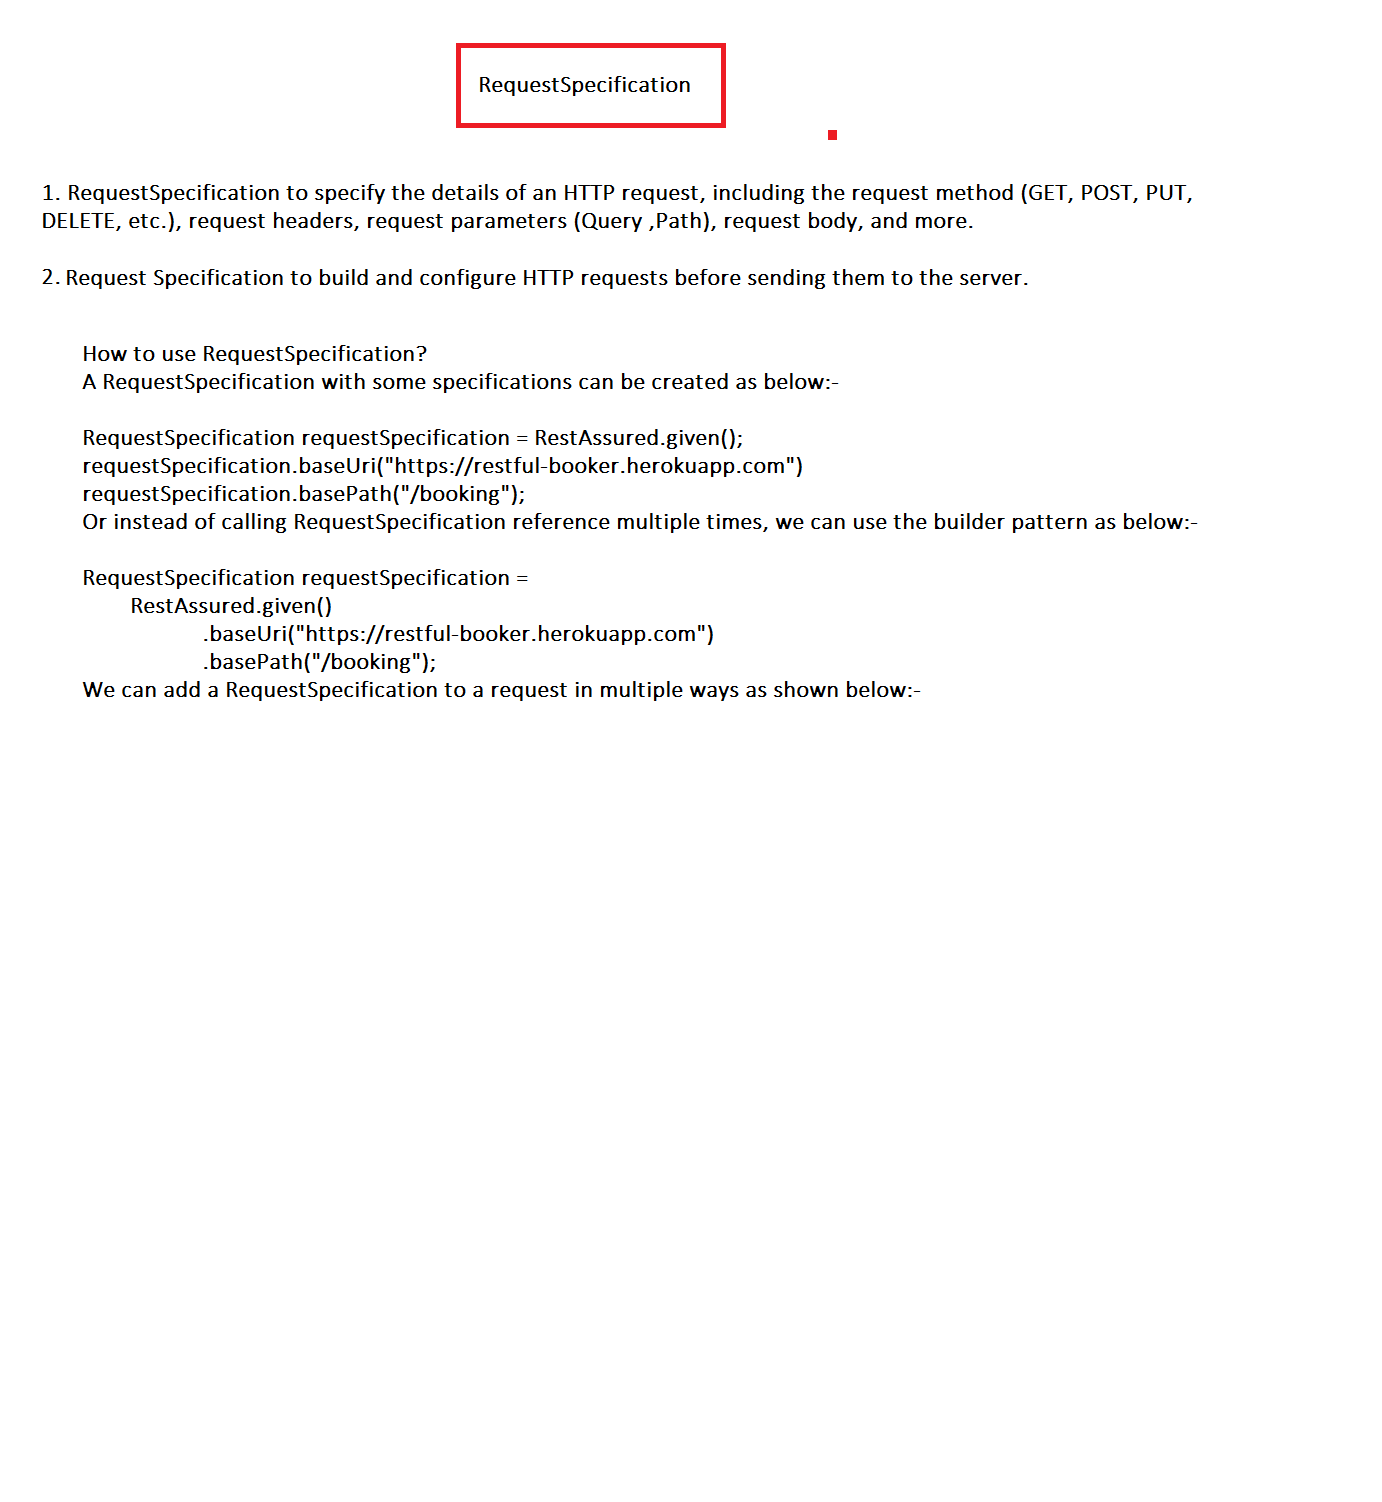 RequestSpecification
1. RequestSpecification to specify the details of an HTTP request, including the request method (GET, POST, PUT,
DELETE, etc.), request headers, request parameters (Query ,Path), request body, and more.
2. Request Specification to build and configure HTTP requests before sending them to the server.
How to use RequestSpecification?
A RequestSpecification with some specifications can be created as below:-
RequestSpecification requestSpecification = RestAssured.given();
requestSpecification.baseUri("https://restful-booker.herokuapp.com")
requestSpecification.basePath("/booking");
Or instead of calling RequestSpecification reference multiple times, we can use the builder pattern as below:-
RequestSpecification requestSpecification =
RestAssured.given()
.baseUri("https://restful-booker.herokuapp.com")
.basePath("/booking");
We can add a RequestSpecification to a request in multiple ways as shown below:-